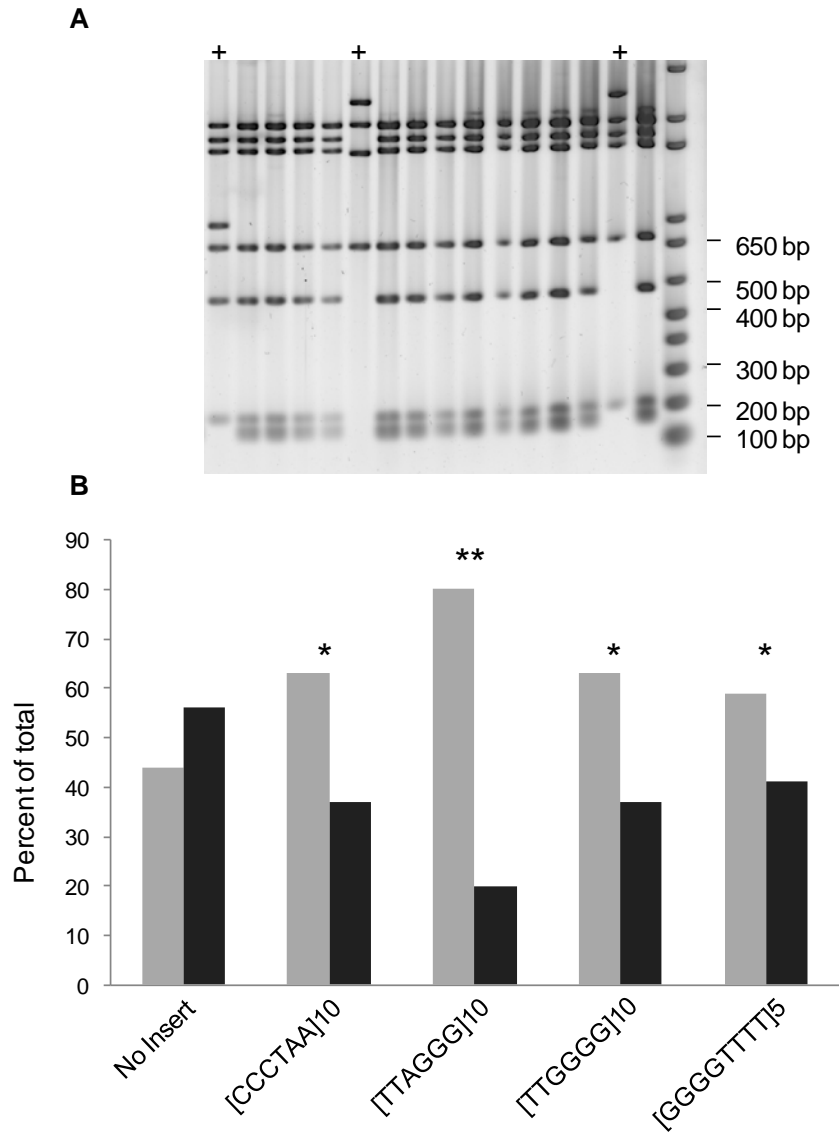 A
+ + +
650 bp
500 bp
400 bp
300 bp
200 bp
100 bp
B
90
80
70
60
50
40
30
20
10
0
Percent of total
* ** * *
No Insert
[CCCTAA]10
[TTAGGG]10
[TTGGGG]10
[GGGGTTTT]5